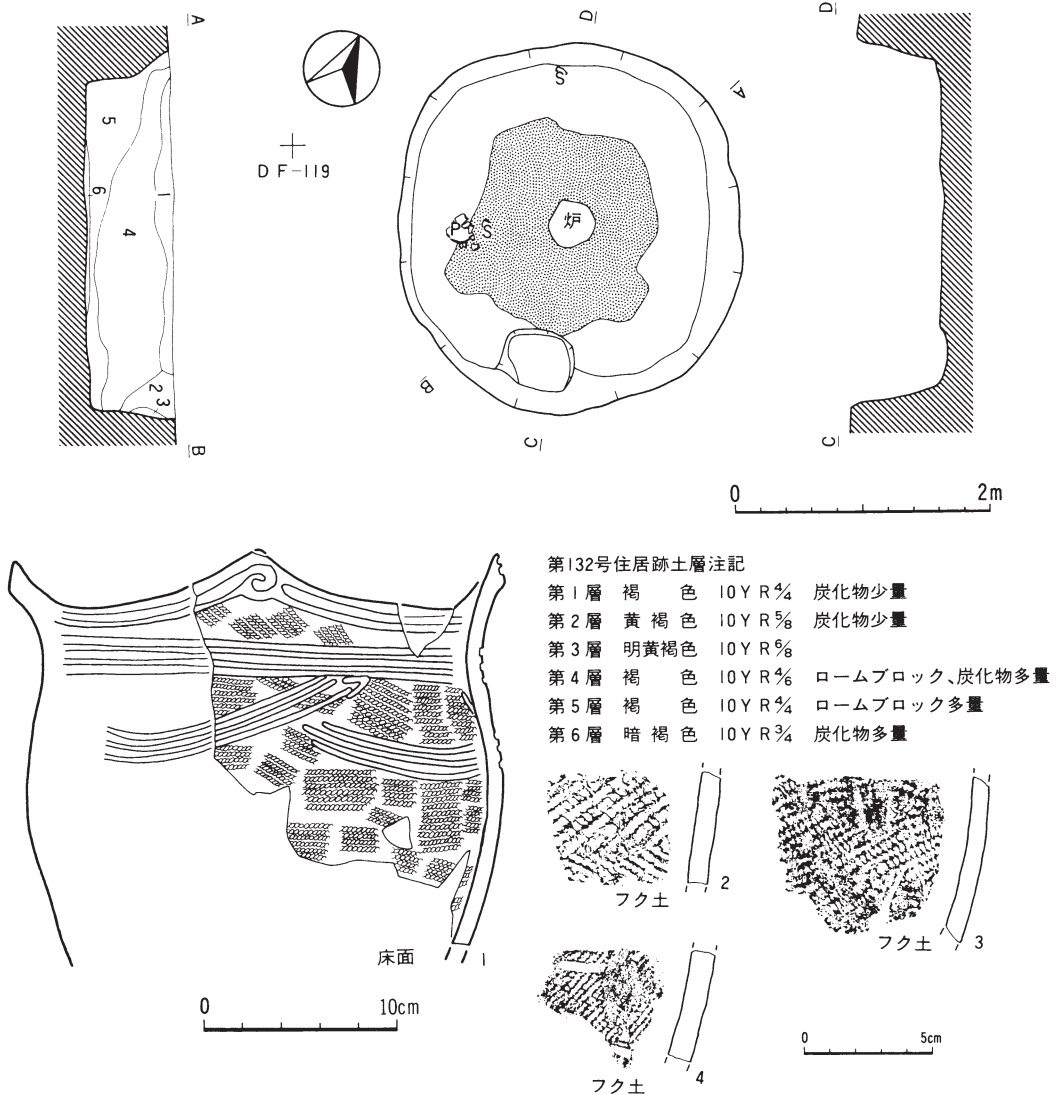 A
B
5
6
4
1
2
3
DF-119
D
A'
S
P
S
炉
B
C
D
C
0 2m
第132号住居跡土層注記
第1層 褐 色 10YR4/4 炭化物少量
第2層 黄褐色 10YR5/8 炭化物少量
第3層 明黄褐色 10YR6/8
第4層 褐 色 10YR4/6 ロームブロック、炭化物多量
第5層 褐 色 10YR4/4 ロームブロック多量
第6層 暗褐色 10YR3/4 炭化物多量
床面 1
0 10cm
フク土 2
フク土 3
フク土 4
0 5cm